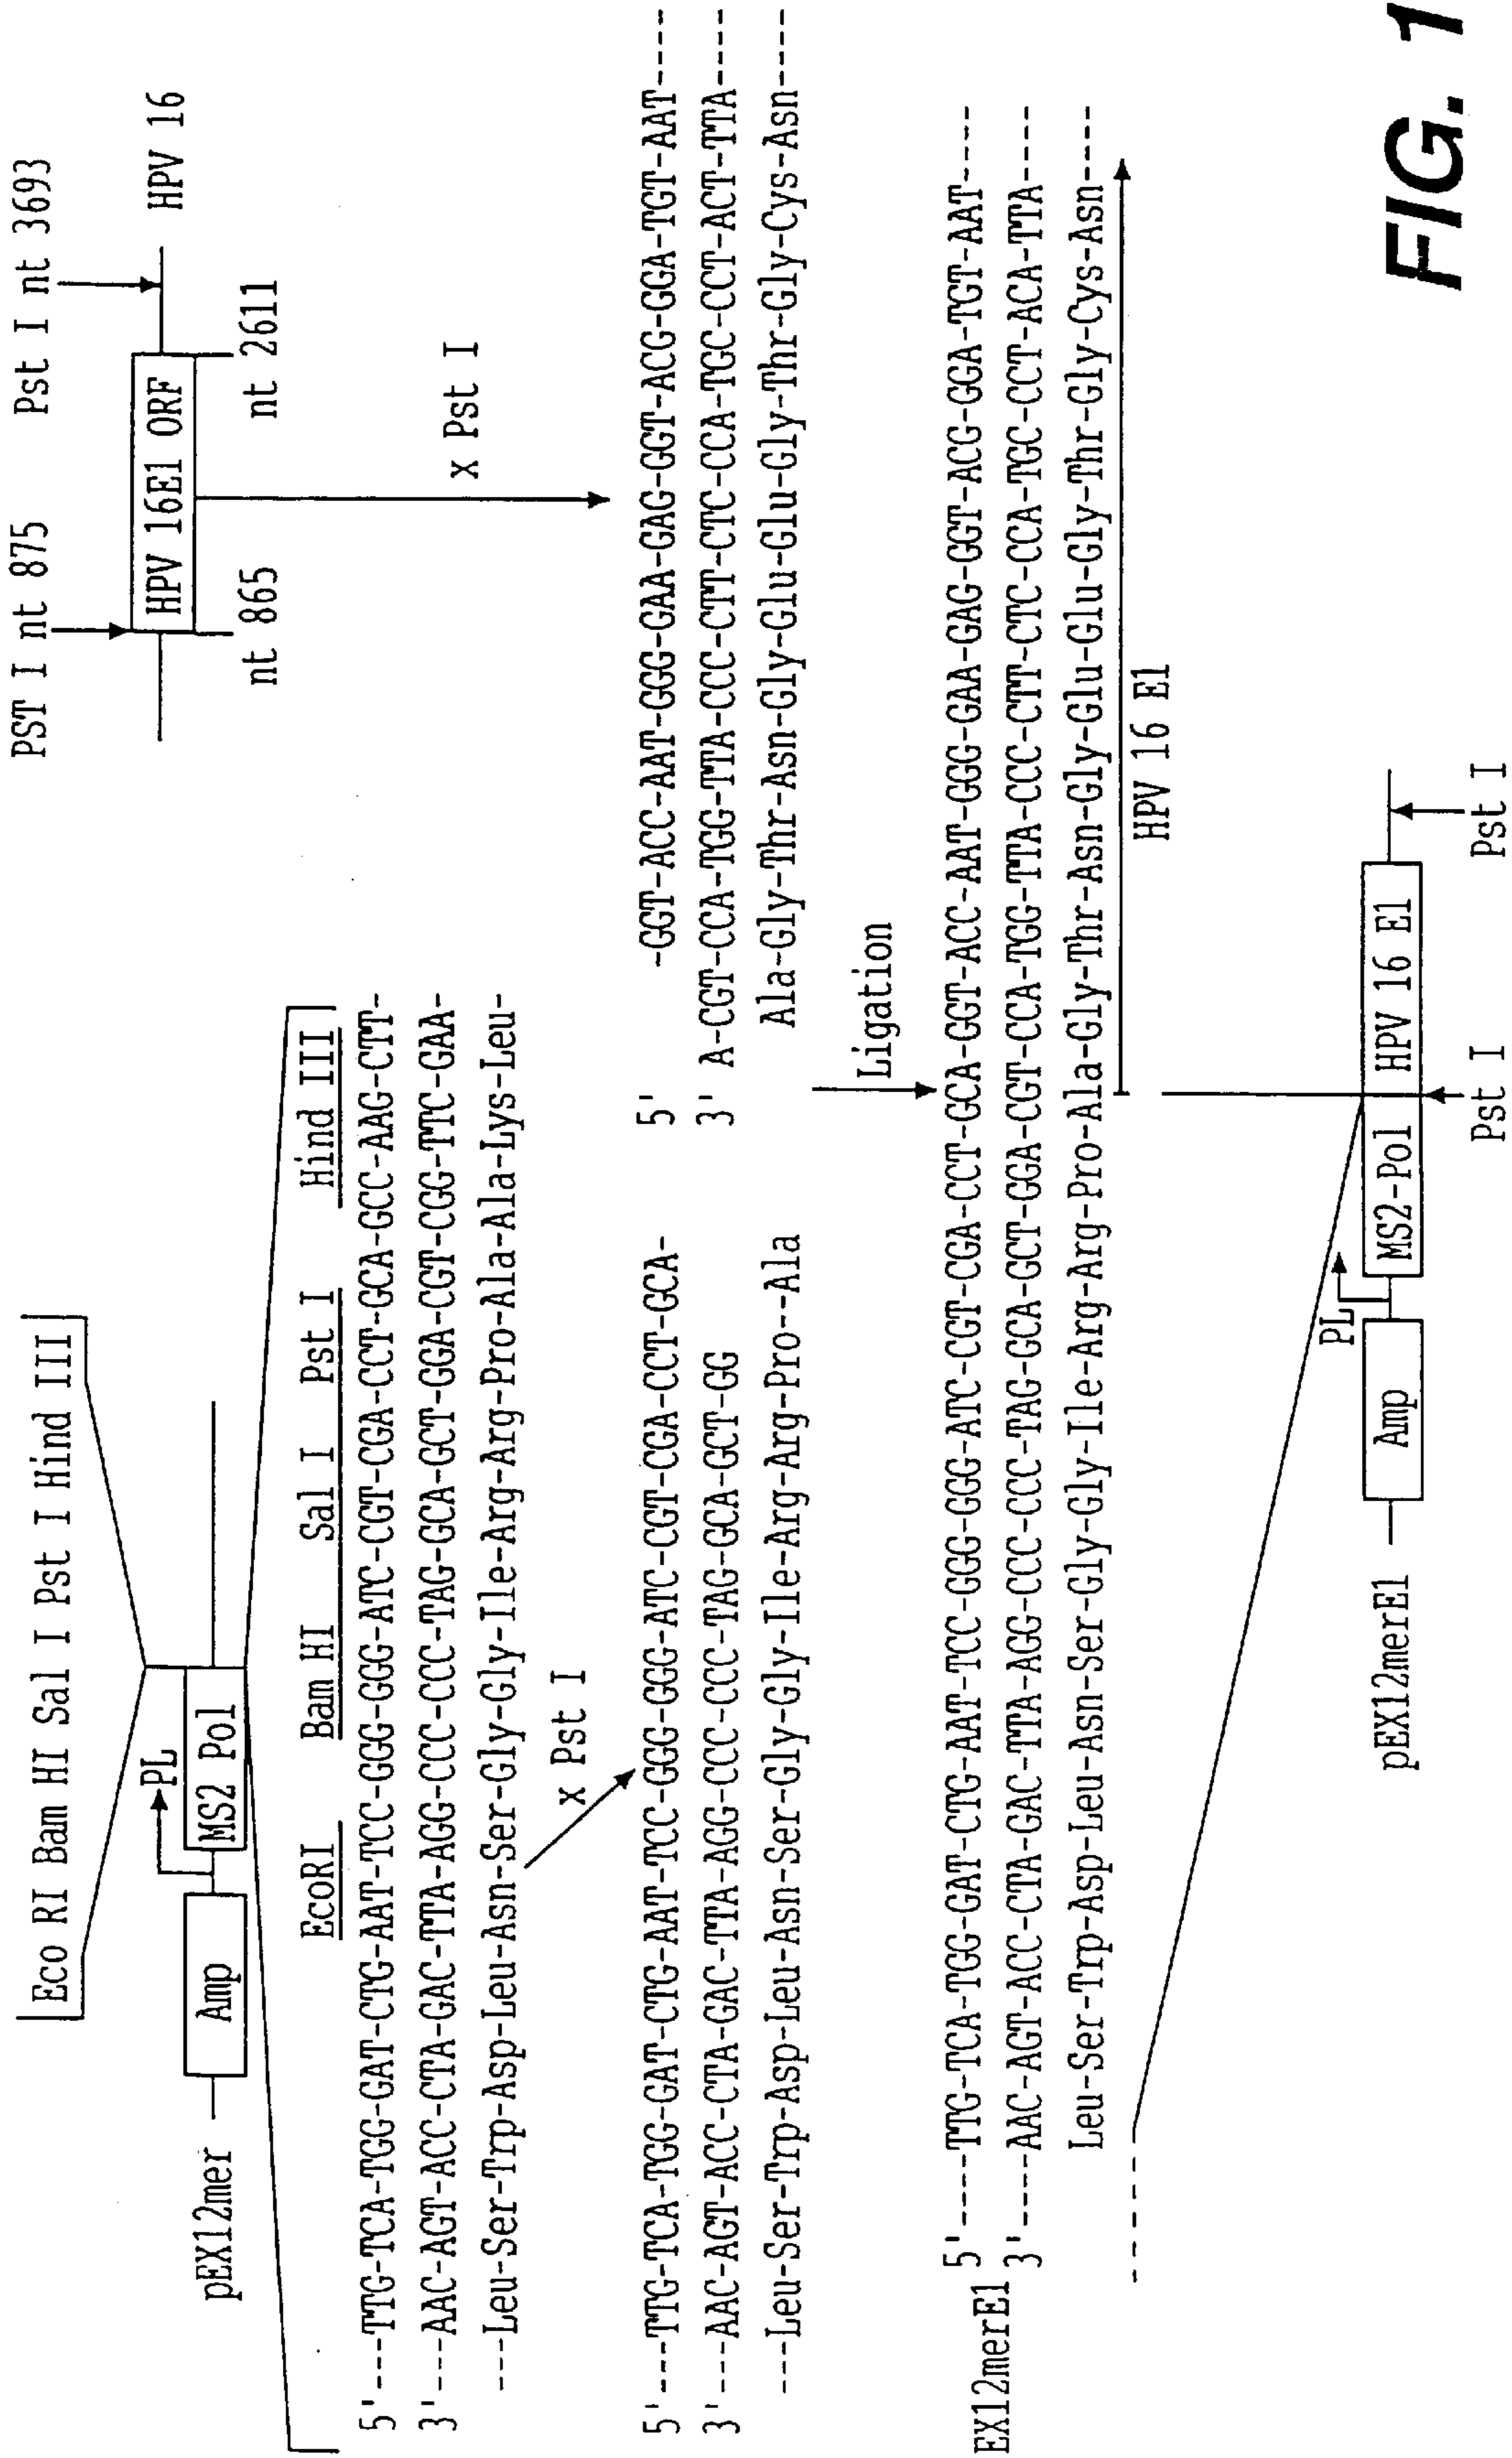 Eco RI Bam HI Sal I Pst I Hind III
PL
pEX12mer
Amp
MS2 Pol
EcoRI Bam HI Sal I Pst I Hind III
5'---TTG-TCA-TGG-GAT-CTG-AAT-TCC-GGG-GGG-ATC-CGT-CGA-CCT-GCA-GCC-AAG-CTT-
3'---AAC-AGT-ACC-CTA-GAC-TTA-AGG-CCC-CCC-TAG-GCA-GCT-GGA-CGT-CGG-TTC-GAA-
---Leu-Ser-Trp-Asp-Leu-Asn-Ser-Gly-Gly-Ile-Arg-Arg-Pro-Ala-Ala-Lys-Leu-
x Pst I
PST I nt 875 Pst I nt 3693
HPV 16E1 ORF
HPV 16
nt 865
nt 2611
x Pst I
5'---TTG-TCA-TGG-GAT-CTG-AAT-TCC-GGG-GGG-ATC-CGT-CGA-CCT-GCA-
3'---AAC-AGT-ACC-CTA-GAC-TTA-AGG-CCC-CCC-TAG-GCA-GCT-GG
---Leu-Ser-Trp-Asp-Leu-Asn-Ser-Gly-Gly-Ile-Arg-Arg-Pro--Ala
5' -GGT-ACC-AAT-GGG-GAA-GAG-GGT-ACG-GGA-TGT-AAT-----
3' A-CGT-CCA-TGG-TTA-CCC-CTT-CTC-CCA-TGC-CCT-ACT-TTA-----
Ala-Gly-Thr-Asn-Gly-Glu-Glu-Gly-Thr-Gly-Cys-Asn-----
Ligation
EX12merE1
5'----TTG-TCA-TGG-GAT-CTG-AAT-TCC-GGG-GGG-ATC-CGT-CGA-CCT-GCA-GGT-ACC-AAT-GGG-GAA-GAG-GGT-ACG-GGA-TGT-AAT-----
3'----AAC-AGT-ACC-CTA-GAC-TTA-AGG-CCC-CCC-TAG-GCA-GCT-GGA-CGT-CCA-TGG-TTA-CCC-CTT-CTC-CCA-TGC-CCT-ACA-TTA----
Leu-Ser-Trp-Asp-Leu-Asn-Ser-Gly-Gly-Ile-Arg-Arg-Pro-Ala-Gly-Thr-Asn-Gly-Glu-Glu-Gly-Thr-Gly-Cys-Asn----
HPV 16 E1
PL
pEX12merE1
Amp
MS2-Pol
HPV 16 E1
Pst I
Pst I
FIG. 1